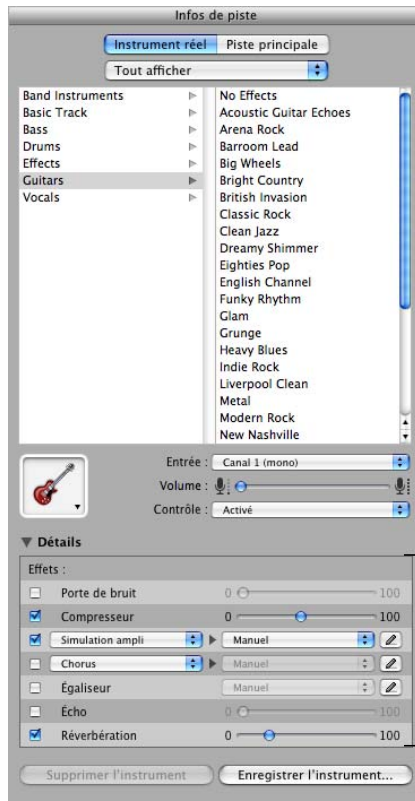 Infos de piste
Instrument réel Piste principale
Tout afficher
Band Instruments
Basic Track
Bass
Drums
Effects
Guitars
Vocals
No Effects
Acoustic Guitar Echoes
Arena Rock
Barroom Lead
Big Wheels
Bright Country
British Invasion
Classic Rock
Clean Jazz
Dreamy Shimmer
Eighties Pop
English Channel
Funky Rhythm
Glam
Grunge
Heavy Blues
Indie Rock
Liverpool Clean
Metal
Modern Rock
New Nashville
Entrée : Canal 1 (mono)
Volume :
Contrôle : Activé
Détails
Effets :
Porte de bruit 0 100
Compresseur 0 100
Simulation ampli Manuel
Chorus Manuel
Égaliseur Manuel
Écho 0 100
Réverbération 0 100
Supprimer l'instrument Enregistrer l'instrument...